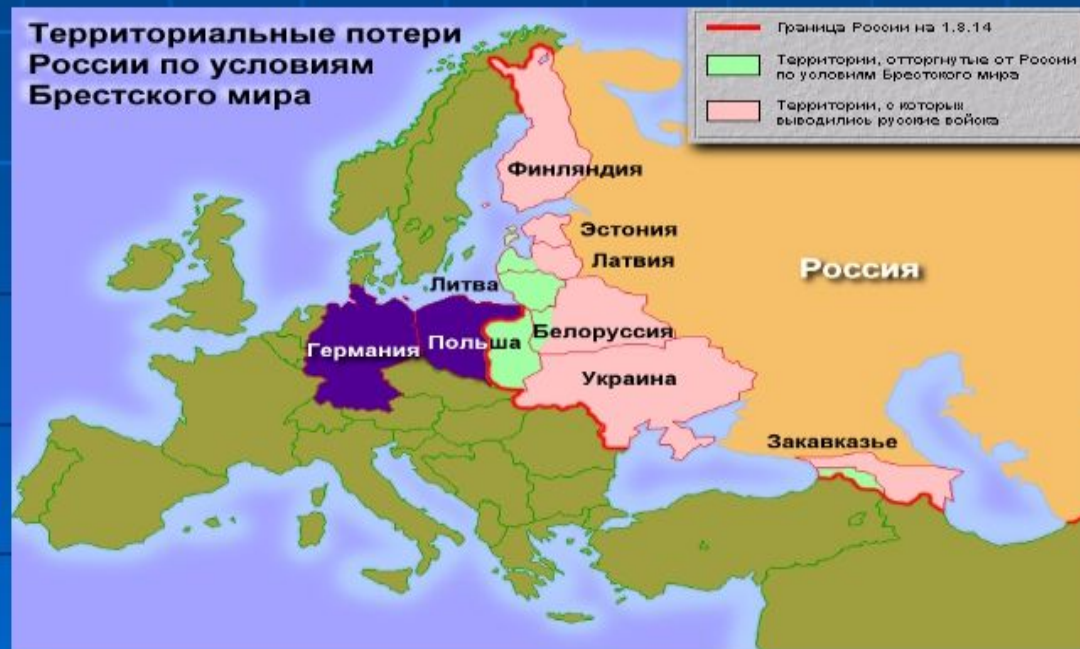 Территориальные потери
России по условиям
Брестского мира
Граница России на 1.8.14
Территории, отторгнутые от России
по условиям Брестского мира
Территории, с которых
выводились русские войска
Финляндия
Эстония
Латвия
Россия
Литва
Белоруссия
Германия
Польша
Украина
Закавказье